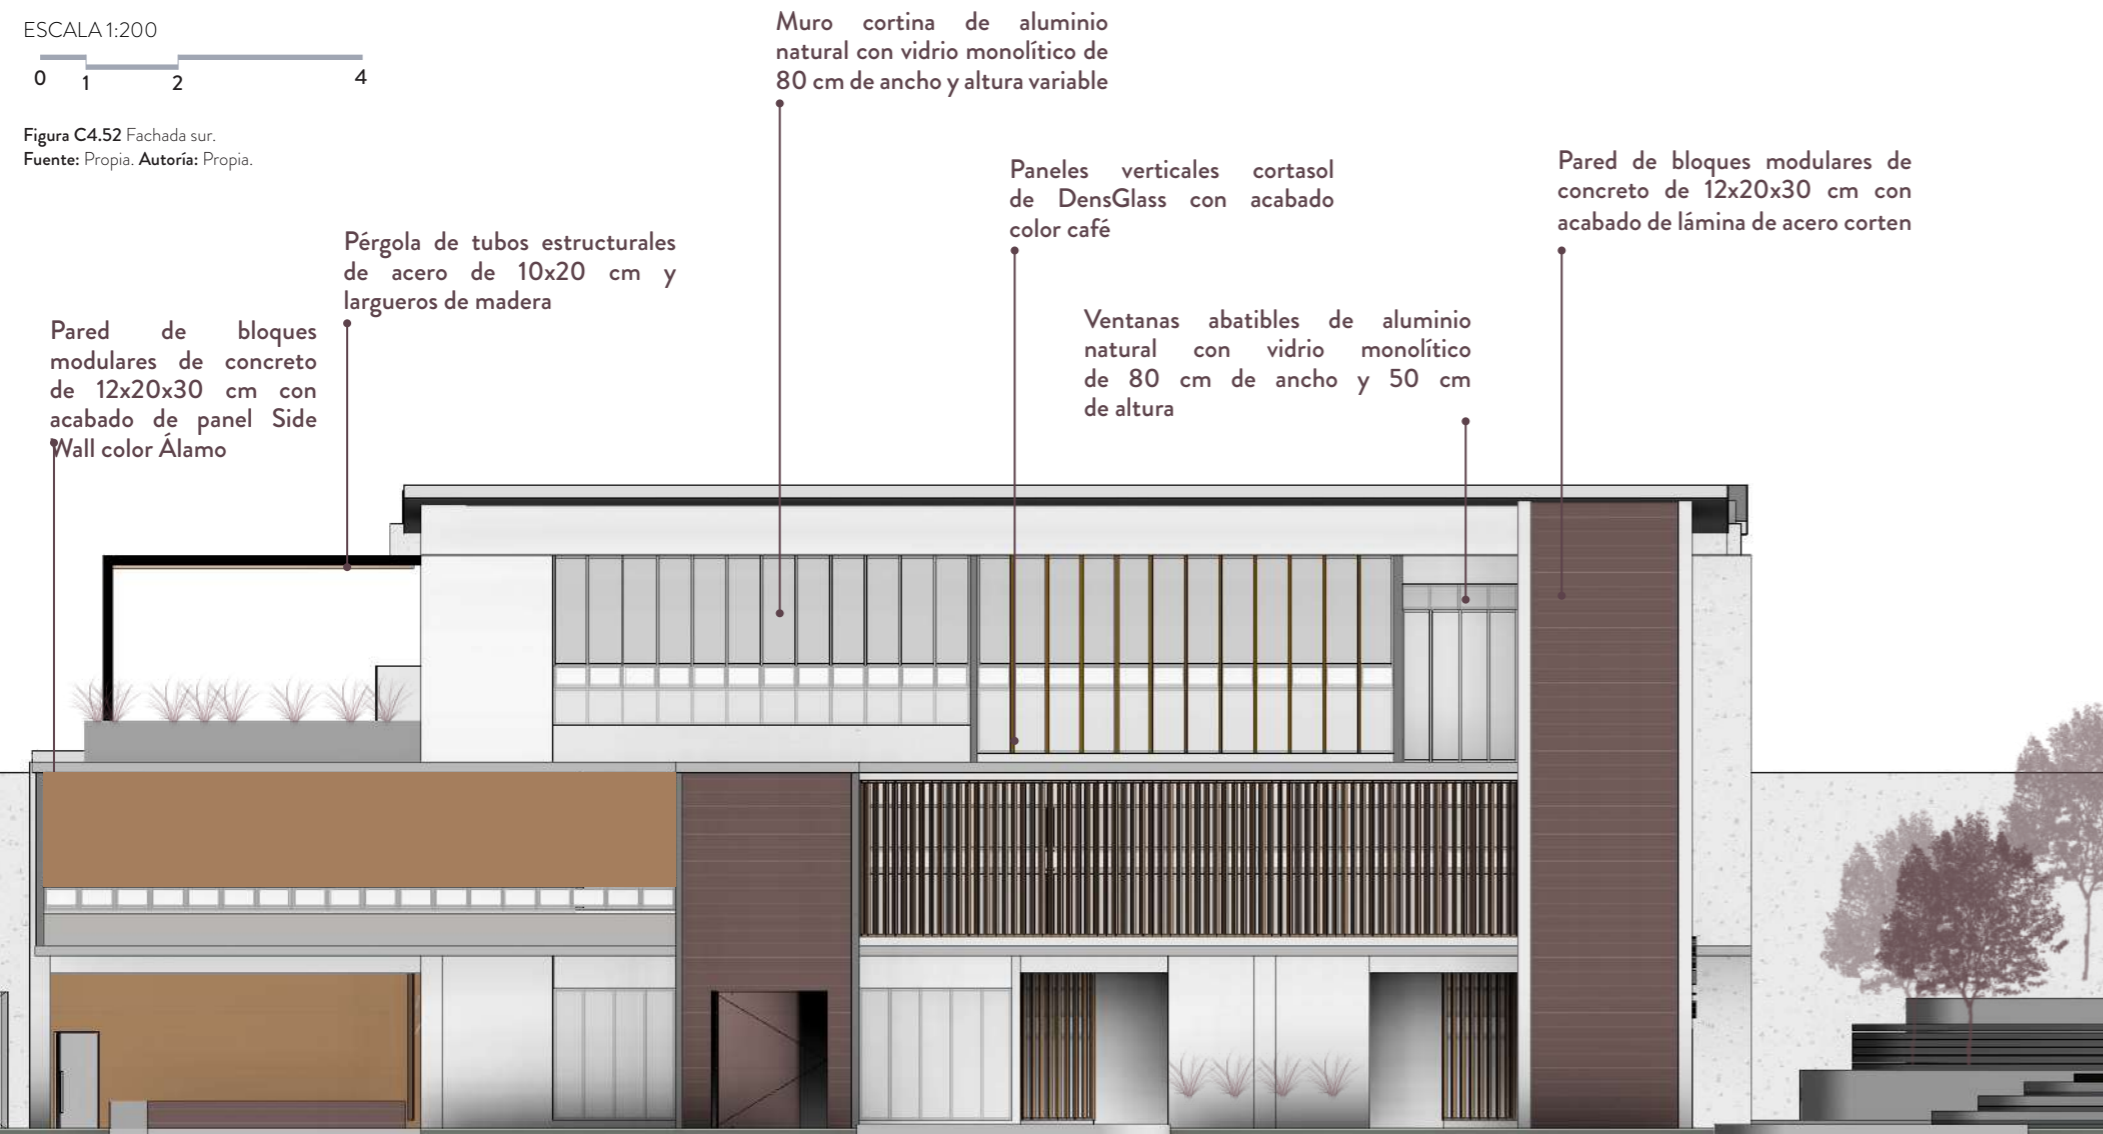 ESCALA 1:200
0 1 2 4
Figura C4.52 Fachada sur.
Fuente: Propia. Autoría: Propia.
Muro cortina de aluminio
natural con vidrio monolítico de
80 cm de ancho y altura variable
Paneles verticales cortasol
de DensGlass con acabado
color café
Pared de bloques modulares de
concreto de 12x20x30 cm con
acabado de lámina de acero corten
Pérgola de tubos estructurales
de acero de 10x20 cm y
largueros de madera
Ventanas abatibles de aluminio
natural con vidrio monolítico
de 80 cm de ancho y 50 cm
de altura
Pared de bloques
modulares de concreto
de 12x20x30 cm con
acabado de panel Side
Wall color Álamo